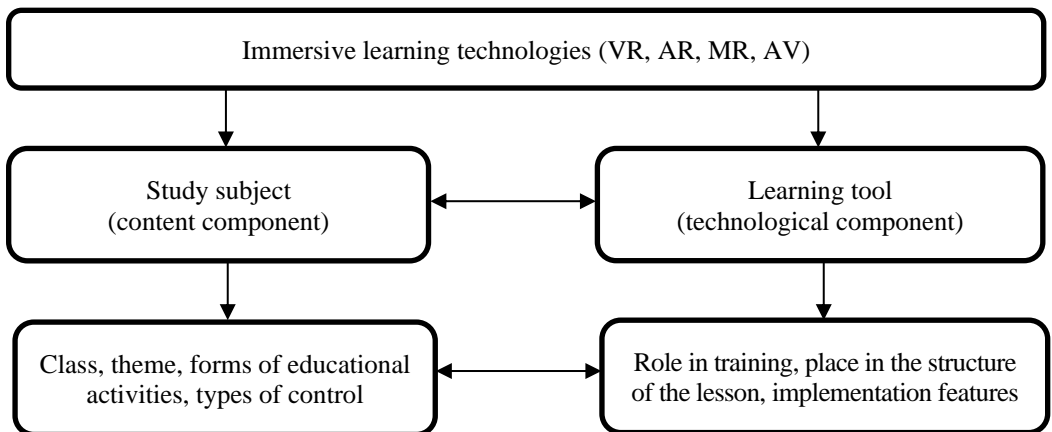 Immersive learning technologies (VR, AR, MR, AV)
Study subject
(content component)
Learning tool
(technological component)
Class, theme, forms of educational
activities, types of control
Role in training, place in the structure
of the lesson, implementation features